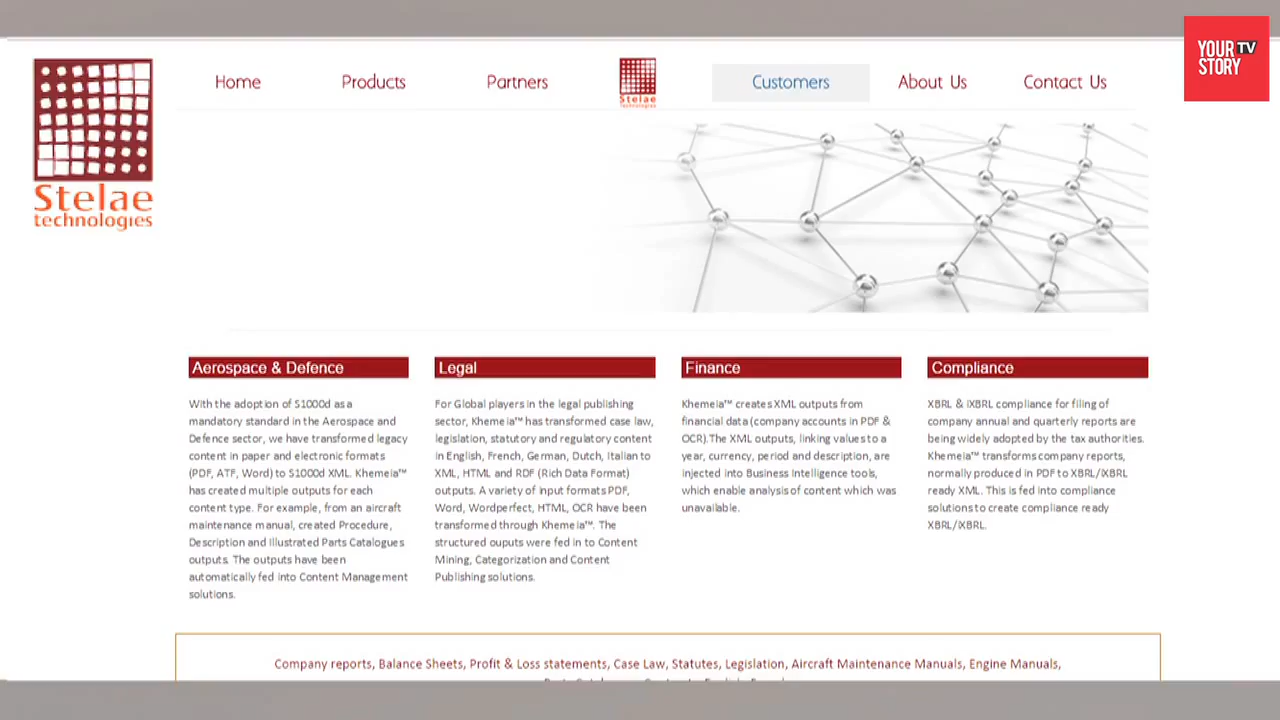 YOUR TV
STORY
Home Products Partners Stelae Technologies Customers About Us Contact Us
Stelae
technologies
Aerospace & Defence
With the adoption of S1000d as a
mandatory standard in the Aerospace and
Defence sector, we have transformed legacy
content in paper and electronic formats
(PDF, ATF, Word) to S1000d XML. Khemeia™
has created multiple outputs for each
content type. For example, from an aircraft
maintenance manual, created Procedure,
Description and Illustrated Parts Catalogues
outputs. The outputs have been
automatically fed into Content Management
solutions.
Legal
For Global players in the legal publishing
sector, Khemeia™ has transformed case law,
legislation, statutory and regulatory content
in English, French, German, Dutch, Italian to
XML, HTML and RDF (Rich Data Format)
outputs. A variety of input formats PDF,
Word, Wordperfect, HTML, OCR have been
transformed through Khemeia™. The
structured ouputs were fed in to Content
Mining, Categorization and Content
Publishing solutions.
Finance
Khemeia™ creates XML outputs from
financial data (company accounts in PDF &
OCR).The XML outputs, linking values to a
year, currency, period and description, are
injected into Business Intelligence tools,
which enable analysis of content which was
unavailable.
Compliance
XBRL & iXBRL compliance for filing of
company annual and quarterly reports are
being widely adopted by the tax authorities.
Khemeia™ transforms company reports,
normally produced in PDF to XBRL/iXBRL
ready XML. This is fed into compliance
solutions to create compliance ready
XBRL/iXBRL.
Company reports, Balance Sheets, Profit & Loss statements, Case Law, Statutes, Legislation, Aircraft Maintenance Manuals, Engine Manuals,